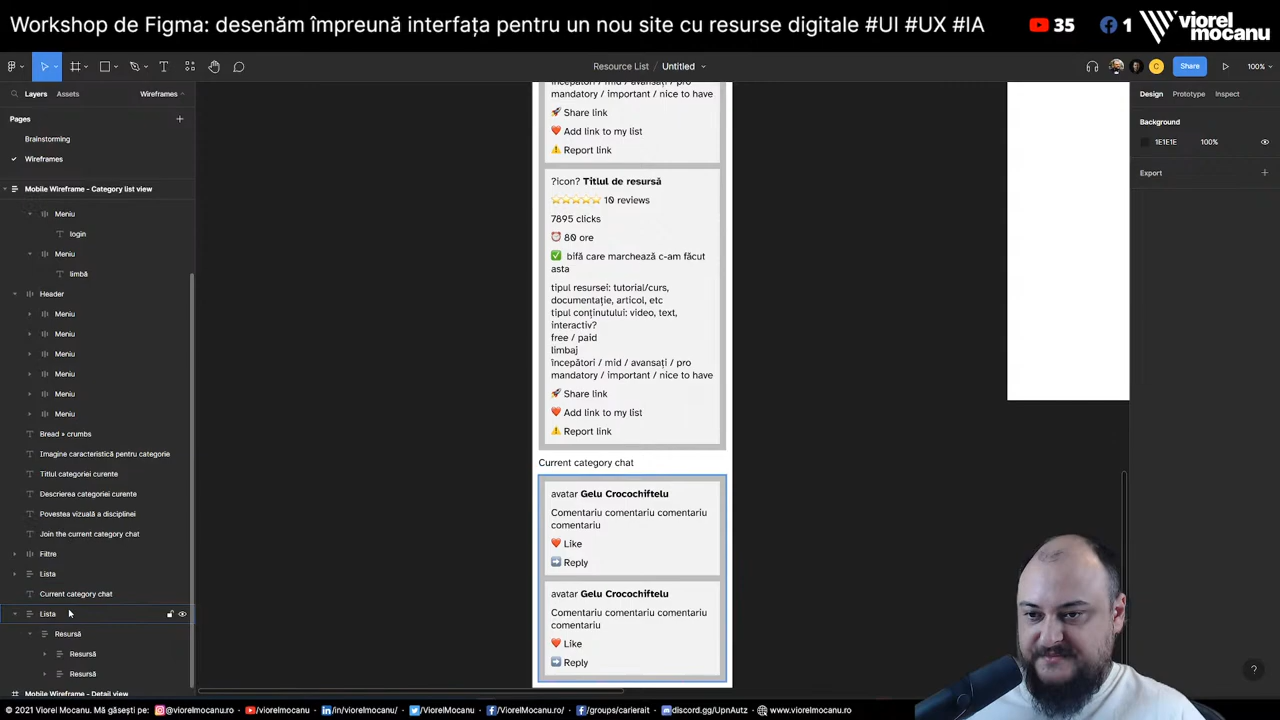 Workshop de Figma: desenăm împreună interfața pentru un nou site cu resurse digitale #UI #UX #IA
35
1
viorel
mocanu
Resource List / Untitled
C
Share
100%
Layers
Assets
Wireframes
Pages
Brainstorming
Wireframes
Mobile Wireframe - Category list view
Meniu
login
Meniu
limbă
Header
Meniu
Meniu
Meniu
Meniu
Meniu
Meniu
Bread » crumbs
Imagine caracteristică pentru categorie
Titlul categoriei curente
Descrierea categoriei curente
Povestea vizuală a disciplinei
Join the current category chat
Filtre
Lista
Current category chat
Lista
Resursă
Resursă
Resursă
Mobile Wireframe - Detail view
mandatory / important / nice to have
🚀 Share link
❤️ Add link to my list
⚠️ Report link
?icon? Titlul de resursă
⭐⭐⭐⭐⭐ 10 reviews
7895 clicks
⏰ 80 ore
✅ bifă care marchează c-am făcut
asta
tipul resursei: tutorial/curs,
documentație, articol, etc
tipul conținutului: video, text,
interactiv?
free / paid
limbaj
începători / mid / avansați / pro
mandatory / important / nice to have
🚀 Share link
❤️ Add link to my list
⚠️ Report link
Current category chat
avatar Gelu Crocochiftelu
Comentariu comentariu comentariu
comentariu
❤️ Like
➡️ Reply
avatar Gelu Crocochiftelu
Comentariu comentariu comentariu
comentariu
❤️ Like
➡️ Reply
Design
Prototype
Inspect
Background
1E1E1E
100%
Export
?
© 2021 Viorel Mocanu. Mă găsești pe:
@viorelmocanu.ro
/viorelmocanu
/in/viorelmocanu
/ViorelMocanu
/ViorelMocanu.ro/
/groups/carierait
discord.gg/UpnAutz
www.viorelmocanu.ro